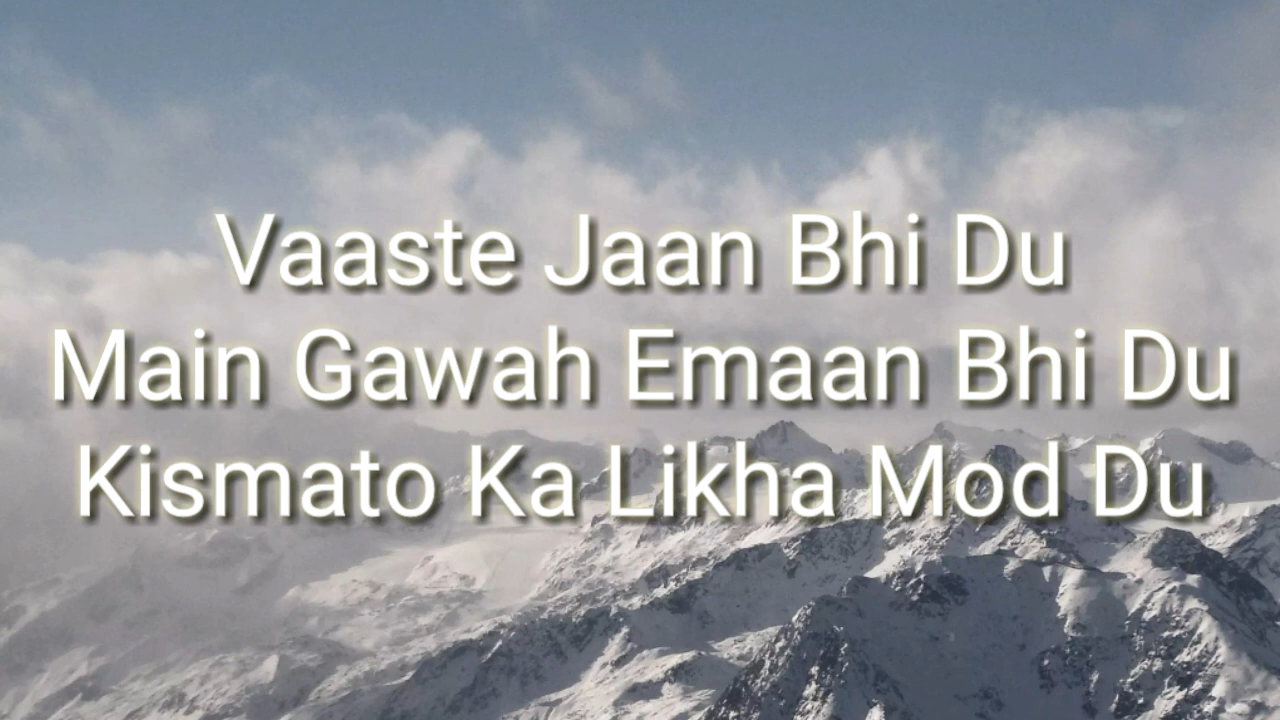 Vaaste Jaan Bhi Du
Main Gawah Emaan Bhi Du
Kismato Ka Likha Mod Du